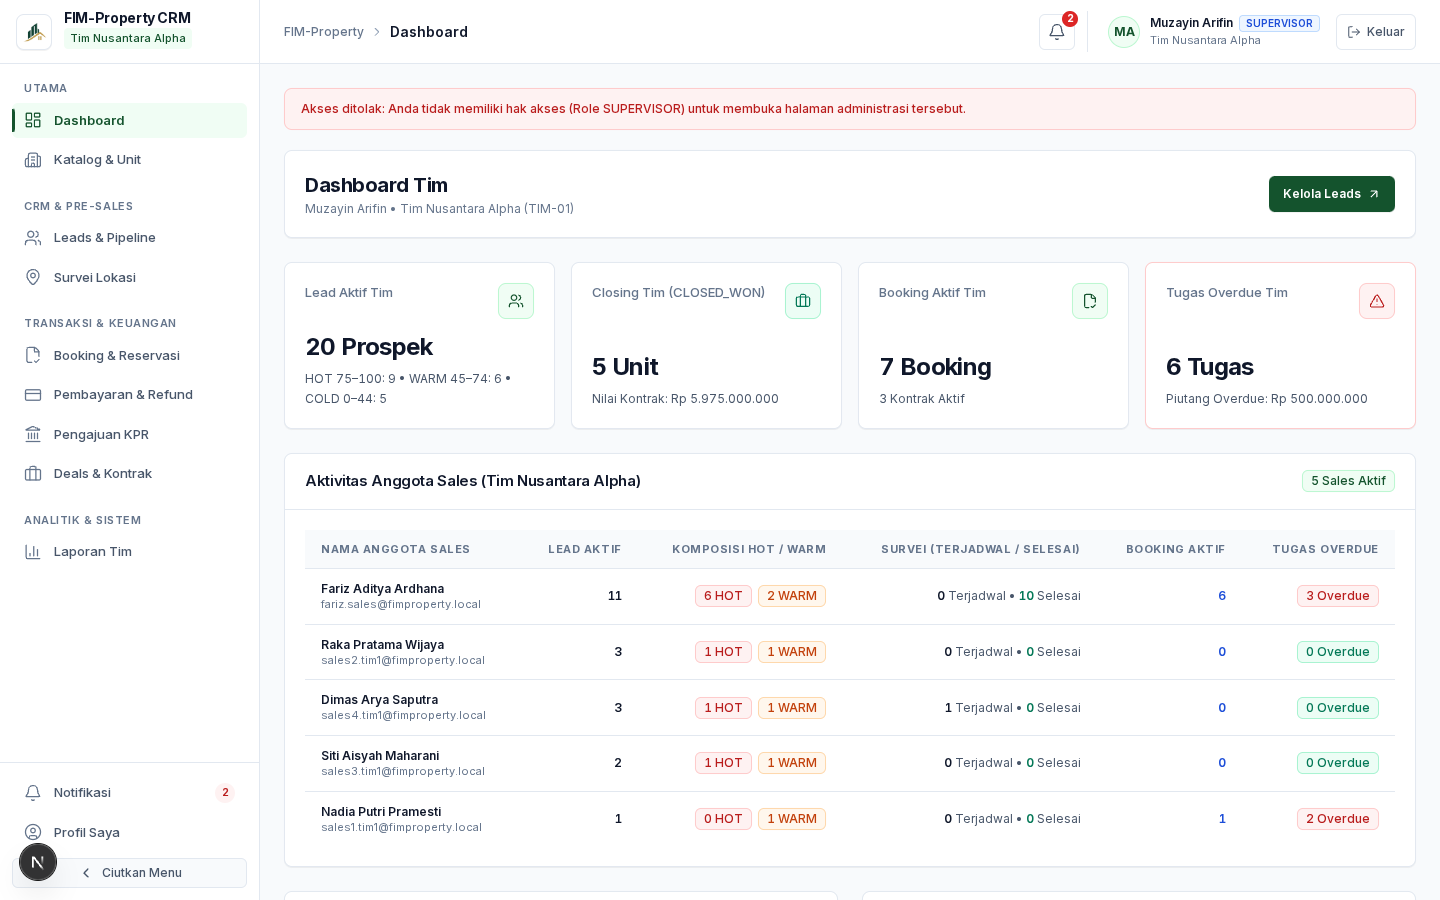 FIM-Property CRM
Tim Nusantara Alpha
FIM-Property > Dashboard
2
MA
Muzayin Arifin SUPERVISOR
Tim Nusantara Alpha
Keluar
UTAMA
Dashboard
Katalog & Unit
CRM & PRE-SALES
Leads & Pipeline
Survei Lokasi
TRANSAKSI & KEUANGAN
Booking & Reservasi
Pembayaran & Refund
Pengajuan KPR
Deals & Kontrak
ANALITIK & SISTEM
Laporan Tim
Notifikasi 2
Profil Saya
N
Ciutkan Menu
Akses ditolak: Anda tidak memiliki hak akses (Role SUPERVISOR) untuk membuka halaman administrasi tersebut.
Dashboard Tim
Muzayin Arifin • Tim Nusantara Alpha (TIM-01)
Kelola Leads
Lead Aktif Tim
20 Prospek
HOT 75–100: 9 • WARM 45–74: 6 •
COLD 0–44: 5
Closing Tim (CLOSED_WON)
5 Unit
Nilai Kontrak: Rp 5.975.000.000
Booking Aktif Tim
7 Booking
3 Kontrak Aktif
Tugas Overdue Tim
6 Tugas
Piutang Overdue: Rp 500.000.000
Aktivitas Anggota Sales (Tim Nusantara Alpha)
5 Sales Aktif
NAMA ANGGOTA SALES LEAD AKTIF KOMPOSISI HOT / WARM SURVEI (TERJADWAL / SELESAI) BOOKING AKTIF TUGAS OVERDUE
Fariz Aditya Ardhana
fariz.sales@fimproperty.local
11 6 HOT 2 WARM 0 Terjadwal • 10 Selesai 6 3 Overdue
Raka Pratama Wijaya
sales2.tim1@fimproperty.local
3 1 HOT 1 WARM 0 Terjadwal • 0 Selesai 0 0 Overdue
Dimas Arya Saputra
sales4.tim1@fimproperty.local
3 1 HOT 1 WARM 1 Terjadwal • 0 Selesai 0 0 Overdue
Siti Aisyah Maharani
sales3.tim1@fimproperty.local
2 1 HOT 1 WARM 0 Terjadwal • 0 Selesai 0 0 Overdue
Nadia Putri Pramesti
sales1.tim1@fimproperty.local
1 0 HOT 1 WARM 0 Terjadwal • 0 Selesai 1 2 Overdue